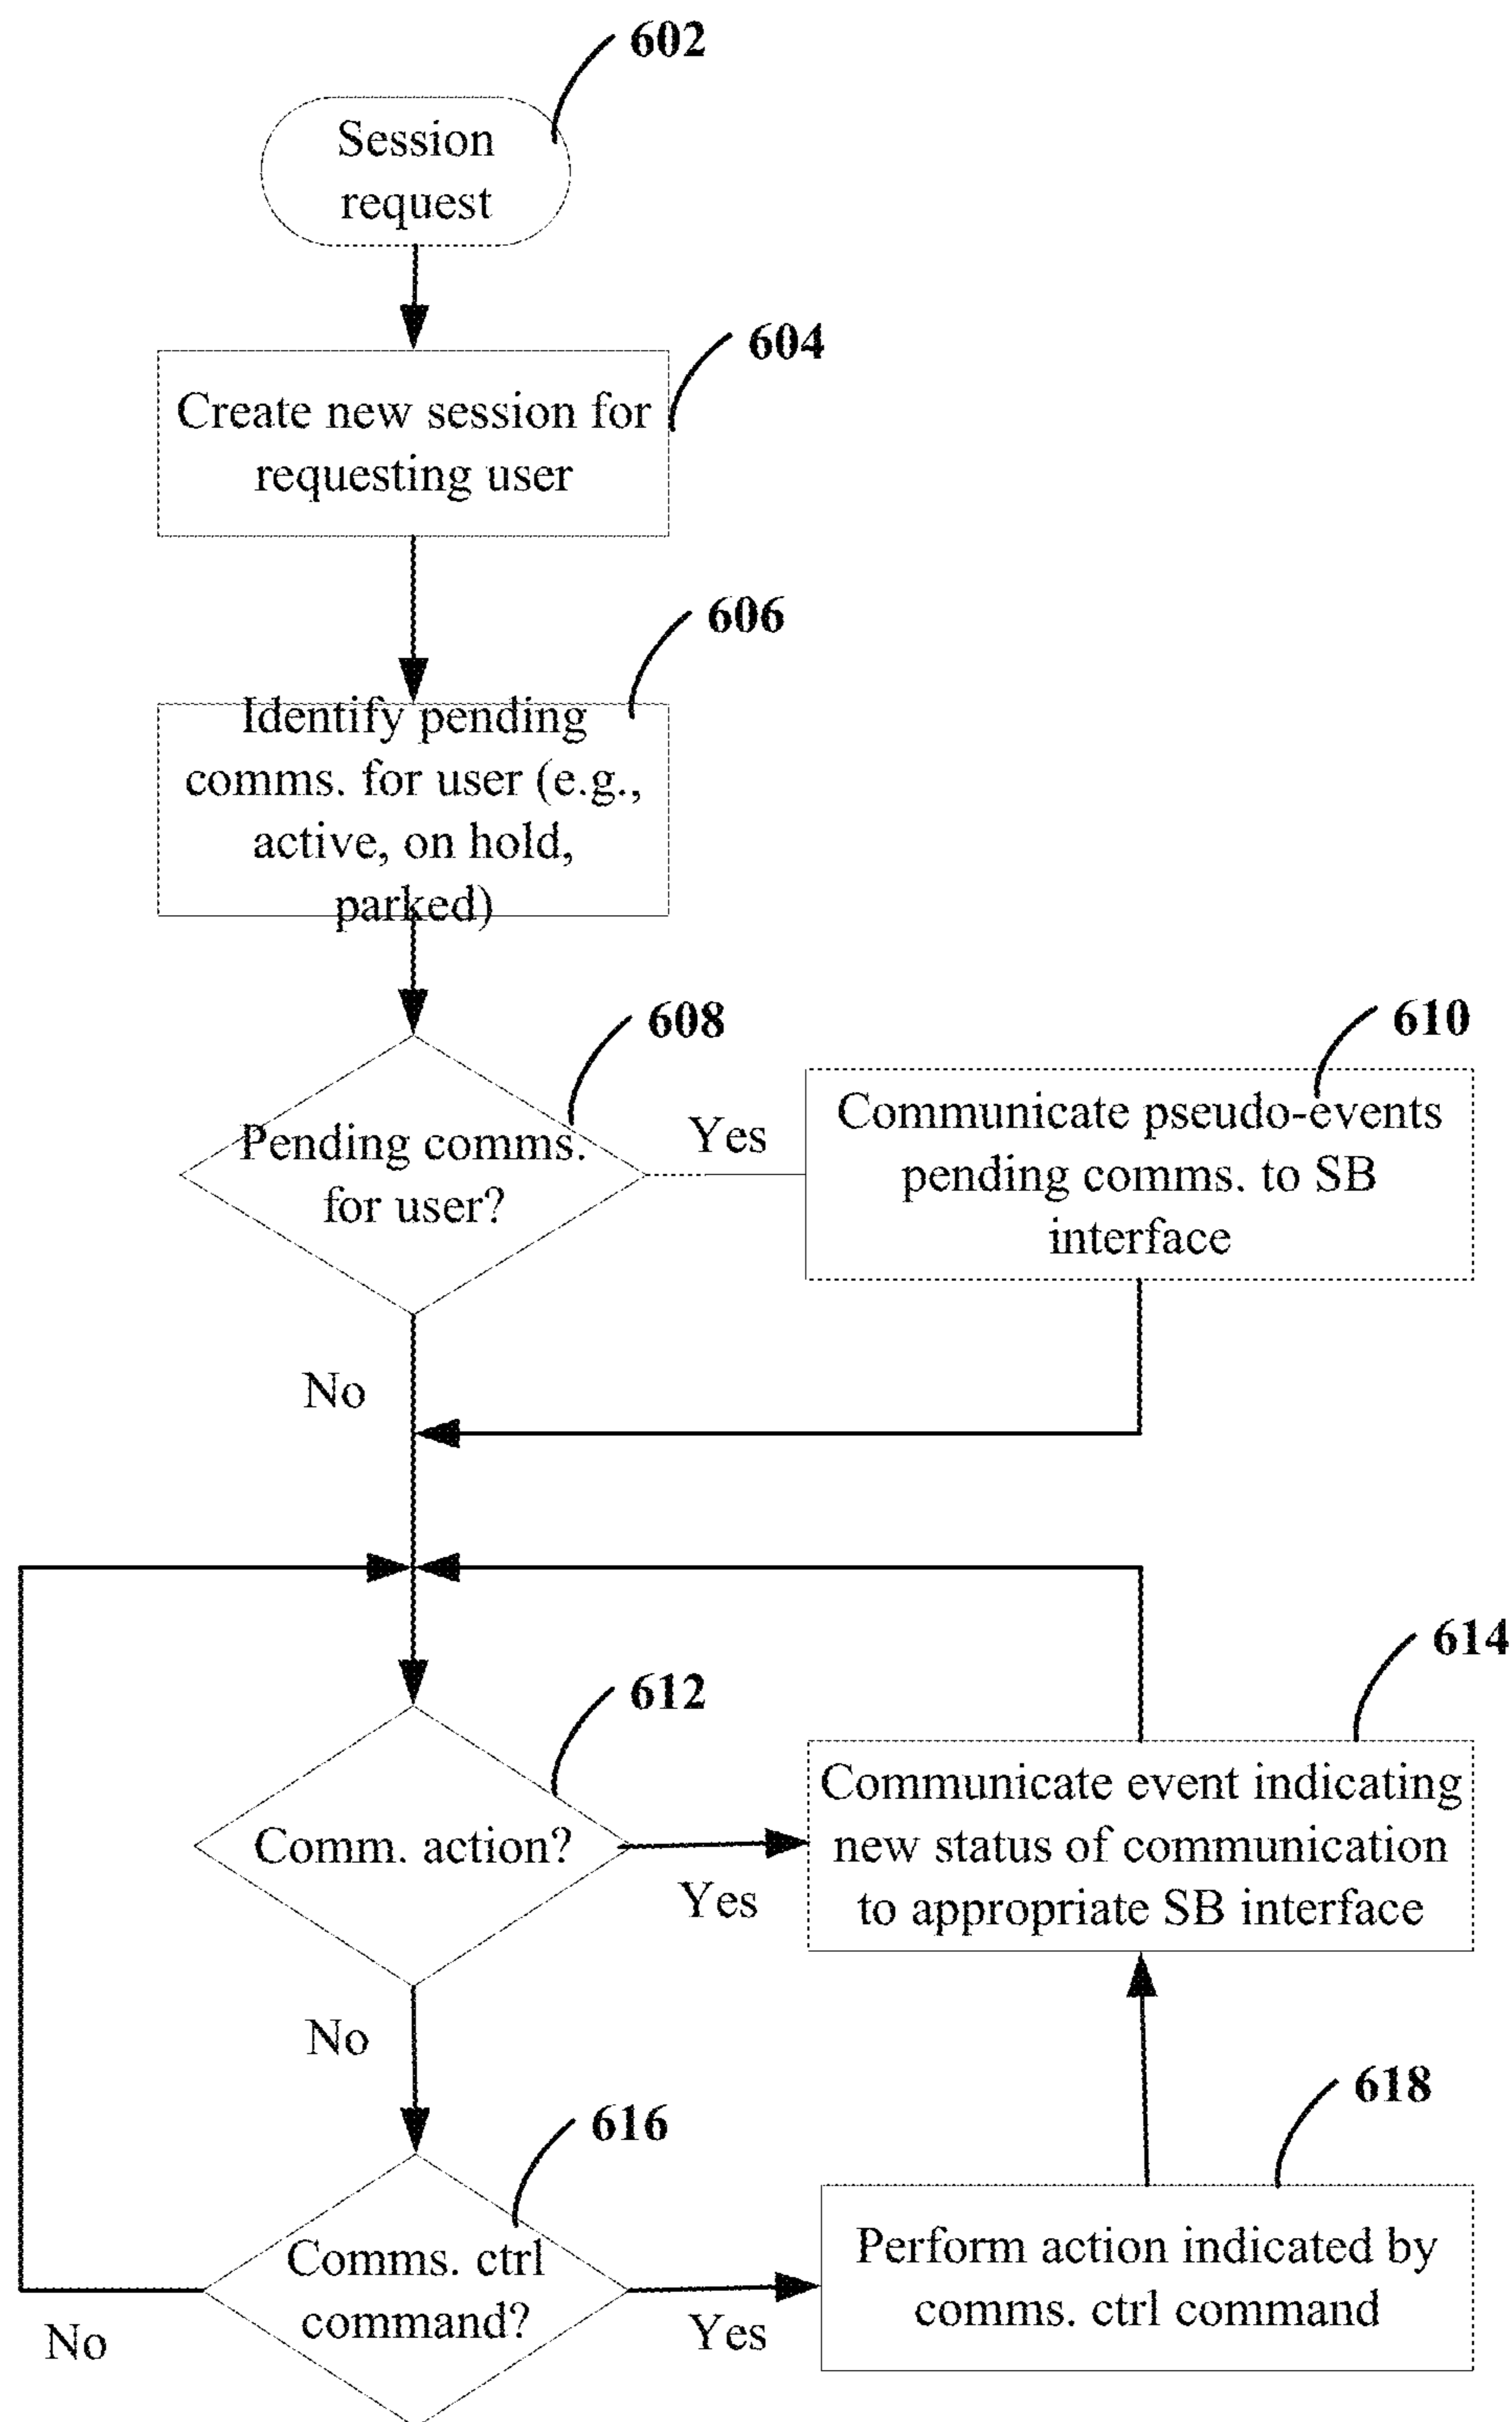 602
Session
request
604
Create new session for
requesting user
606
Identify pending
comms. for user (e.g.,
active, on hold,
parked)
608
Pending comms.
for user?
Yes
610
Communicate pseudo-events
pending comms. to SB
interface
No
612
Comm. action?
Yes
614
Communicate event indicating
new status of communication
to appropriate SB interface
No
616
Comms. ctrl
command?
No
Yes
618
Perform action indicated by
comms. ctrl command